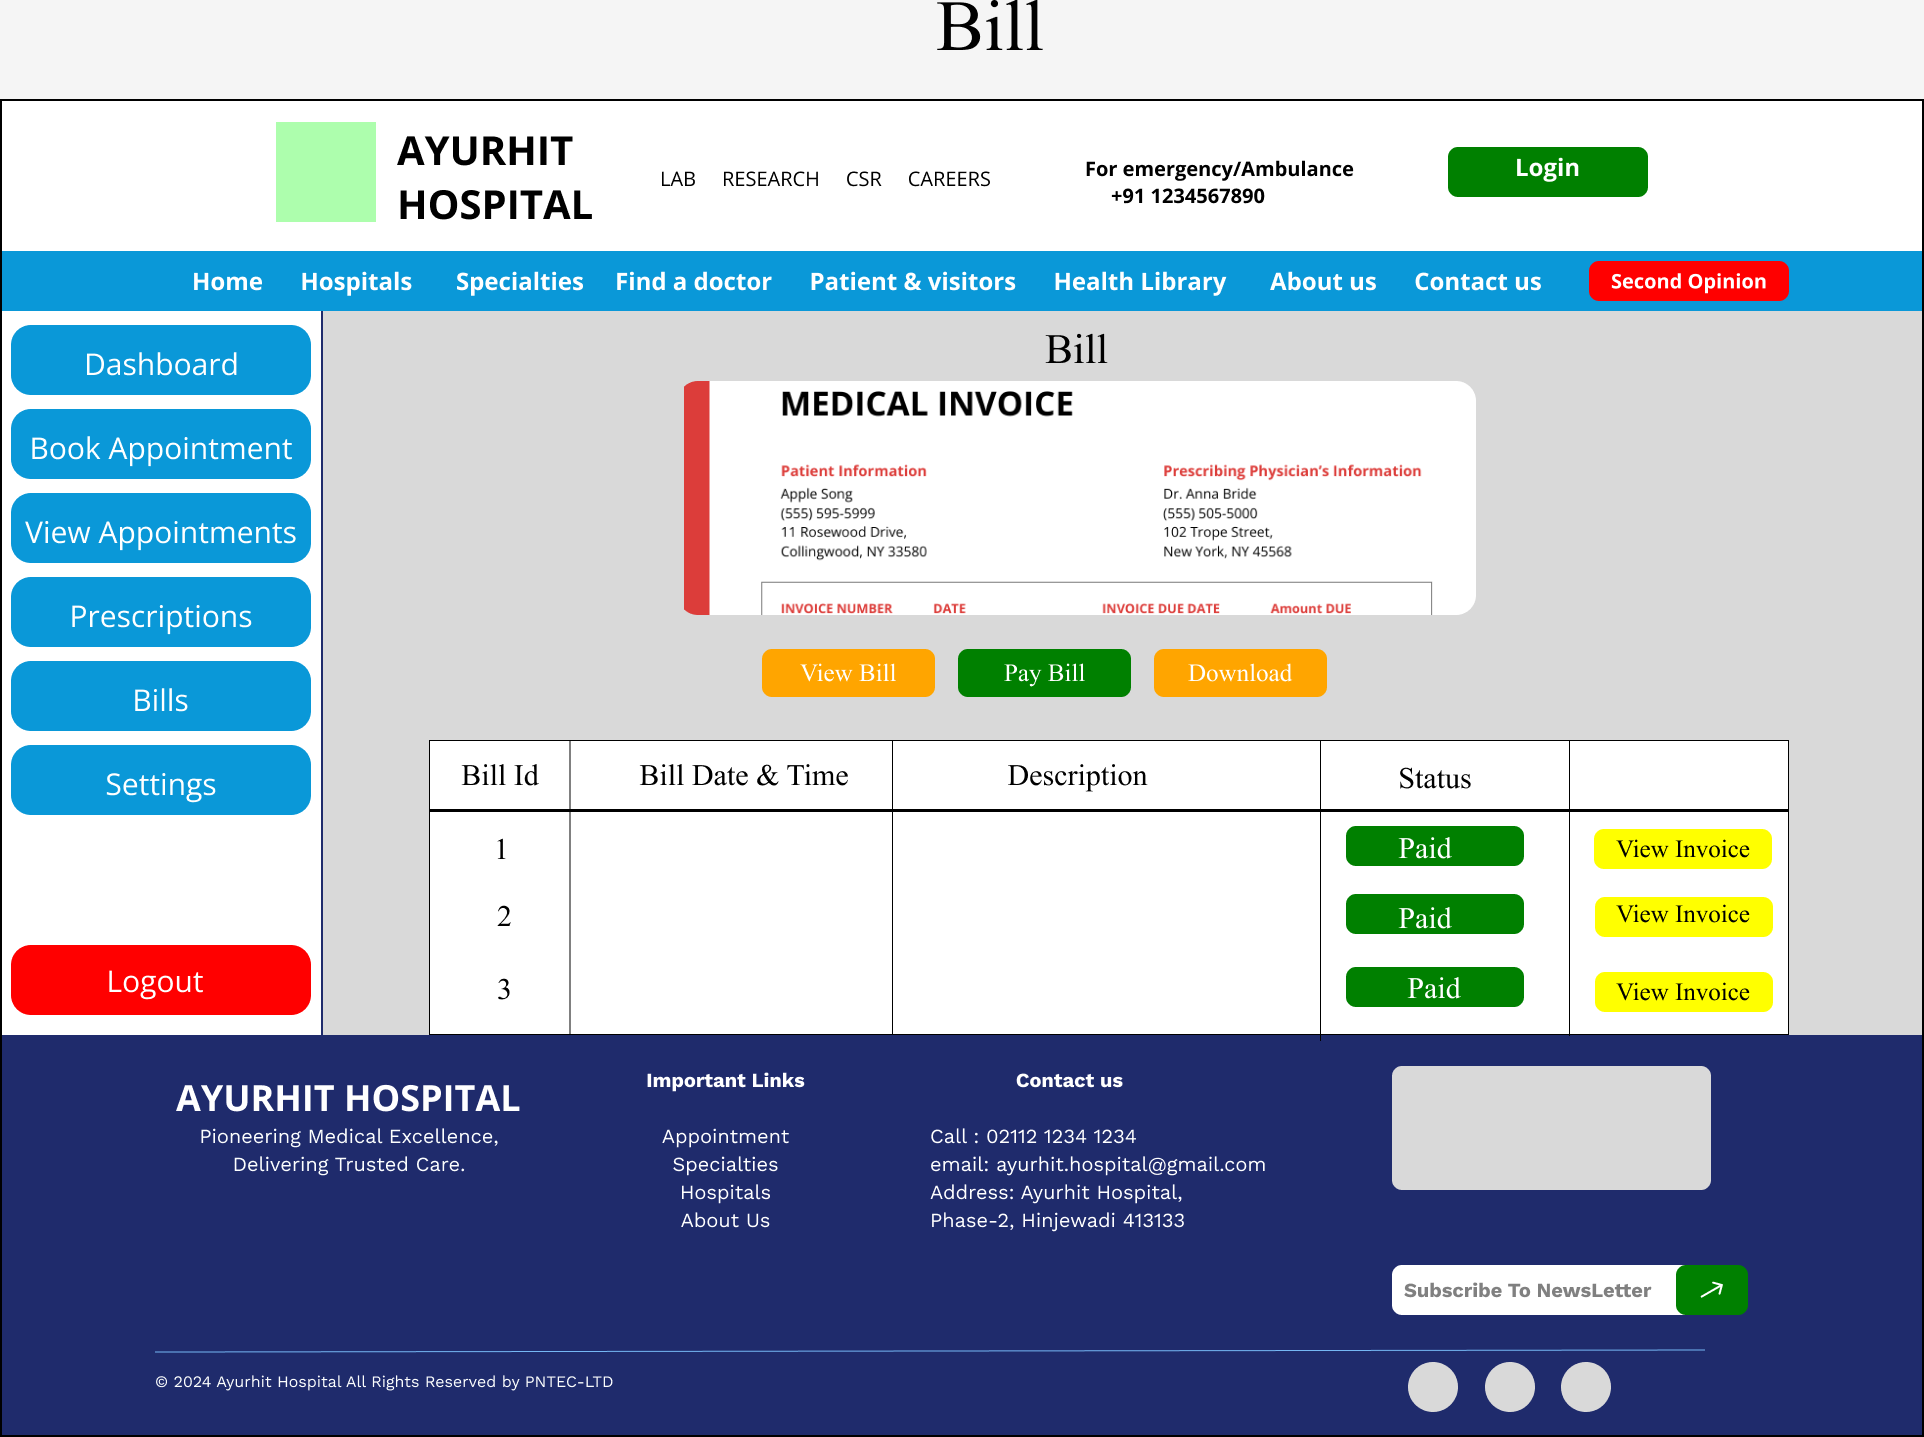 Bill
AYURHIT
HOSPITAL
LAB RESEARCH CSR CAREERS
For emergency/Ambulance
+91 1234567890
Login
Home Hospitals Specialties Find a doctor Patient & visitors Health Library About us Contact us Second Opinion
Dashboard
Book Appointment
View Appointments
Prescriptions
Bills
Settings
Logout
Bill
MEDICAL INVOICE
Patient Information
Apple Song
(555) 595-5999
11 Rosewood Drive,
Collingwood, NY 33580
Prescribing Physician’s Information
Dr. Anna Bride
(555) 505-5000
102 Trope Street,
New York, NY 45568
INVOICE NUMBER DATE INVOICE DUE DATE Amount DUE
View Bill Pay Bill Download
Bill Id Bill Date & Time Description Status
1 Paid View Invoice
2 Paid View Invoice
3 Paid View Invoice
AYURHIT HOSPITAL
Pioneering Medical Excellence,
Delivering Trusted Care.
Important Links
Appointment
Specialties
Hospitals
About Us
Contact us
Call : 02112 1234 1234
email: ayurhit.hospital@gmail.com
Address: Ayurhit Hospital,
Phase-2, Hinjewadi 413133
Subscribe To NewsLetter
© 2024 Ayurhit Hospital All Rights Reserved by PNTEC-LTD